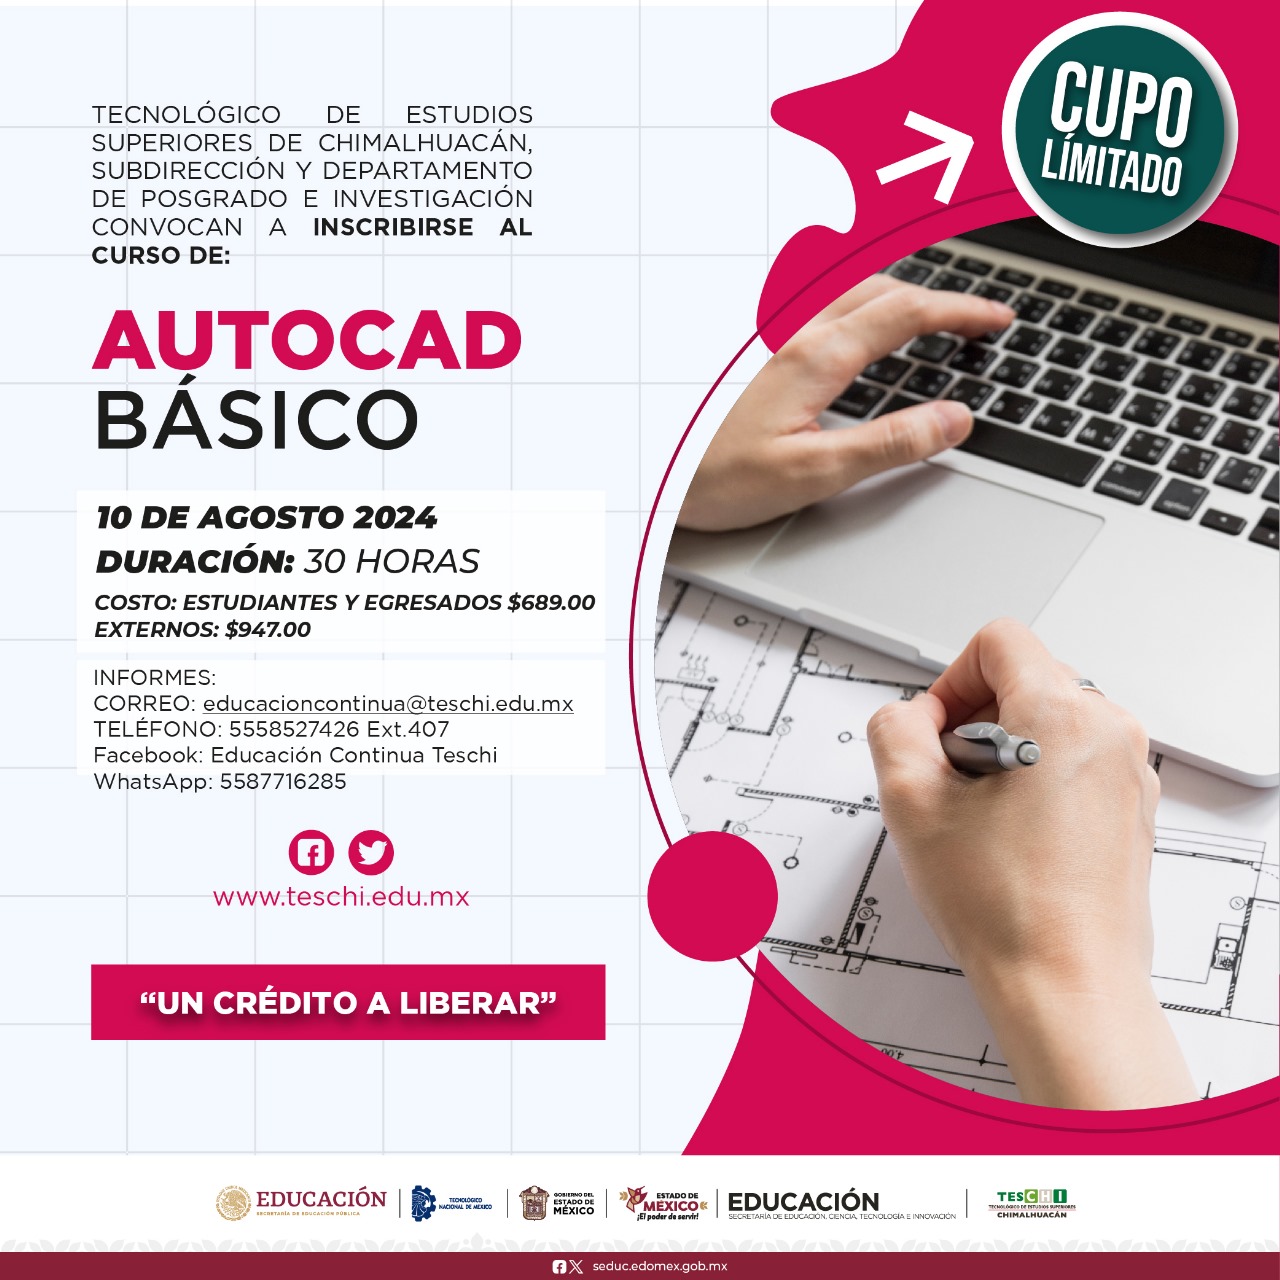 CUPO
LÍMITADO
TECNOLÓGICO DE ESTUDIOS
SUPERIORES DE CHIMALHUACÁN,
SUBDIRECCIÓN Y DEPARTAMENTO
DE POSGRADO E INVESTIGACIÓN
CONVOCAN A INSCRIBIRSE AL
CURSO DE:
AUTOCAD
BÁSICO
10 DE AGOSTO 2024
DURACIÓN: 30 HORAS
COSTO: ESTUDIANTES Y EGRESADOS $689.00
EXTERNOS: $947.00
INFORMES:
CORREO: educacioncontinua@teschi.edu.mx
TELÉFONO: 5558527426 Ext.407
Facebook: Educación Continua Teschi
WhatsApp: 5587716285
www.teschi.edu.mx
“UN CRÉDITO A LIBERAR”
EDUCACIÓN
SECRETARÍA DE EDUCACIÓN PÚBLICA
TECNOLÓGICO
NACIONAL DE MÉXICO
GOBIERNO DEL
ESTADO DE
MÉXICO
ESTADO DE
MÉXICO
¡El poder de servir!
EDUCACIÓN
SECRETARÍA DE EDUCACIÓN, CIENCIA, TECNOLOGÍA E INNOVACIÓN
TESCHI
TECNOLÓGICO DE ESTUDIOS SUPERIORES
CHIMALHUACÁN
seduc.edomex.gob.mx